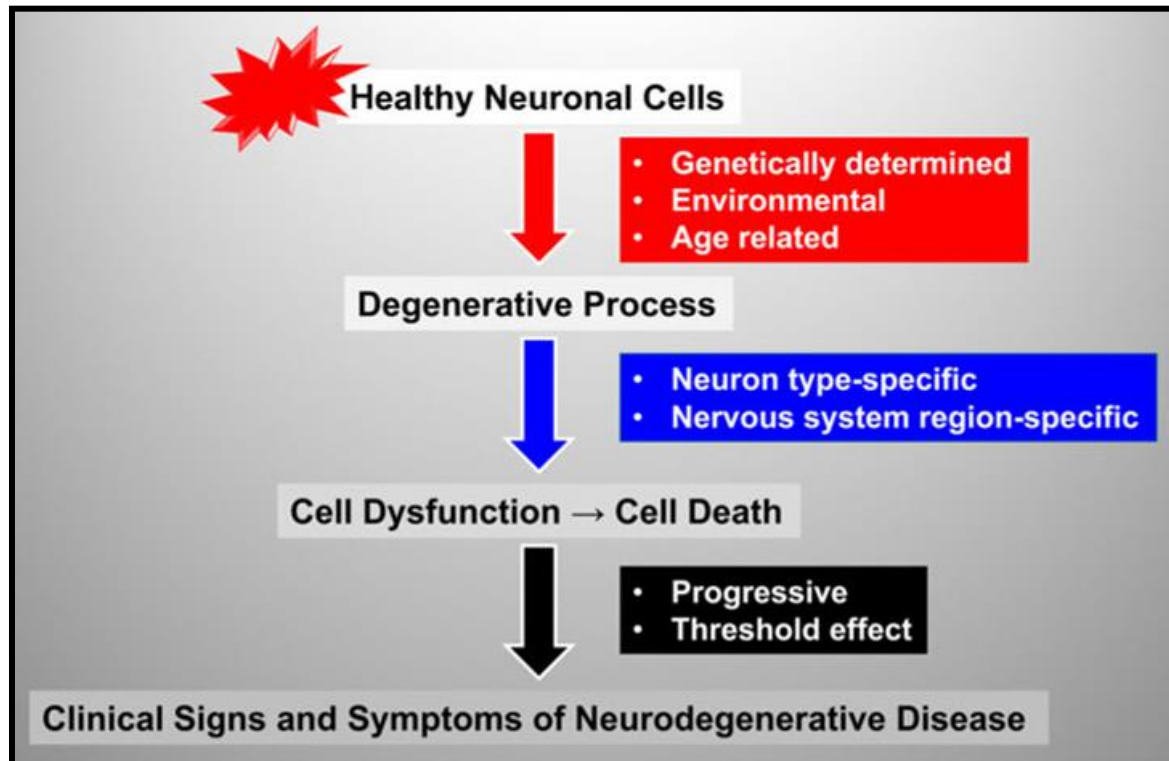 Healthy Neuronal Cells
• Genetically determined
• Environmental
• Age related
Degenerative Process
• Neuron type-specific
• Nervous system region-specific
Cell Dysfunction → Cell Death
• Progressive
• Threshold effect
Clinical Signs and Symptoms of Neurodegenerative Disease